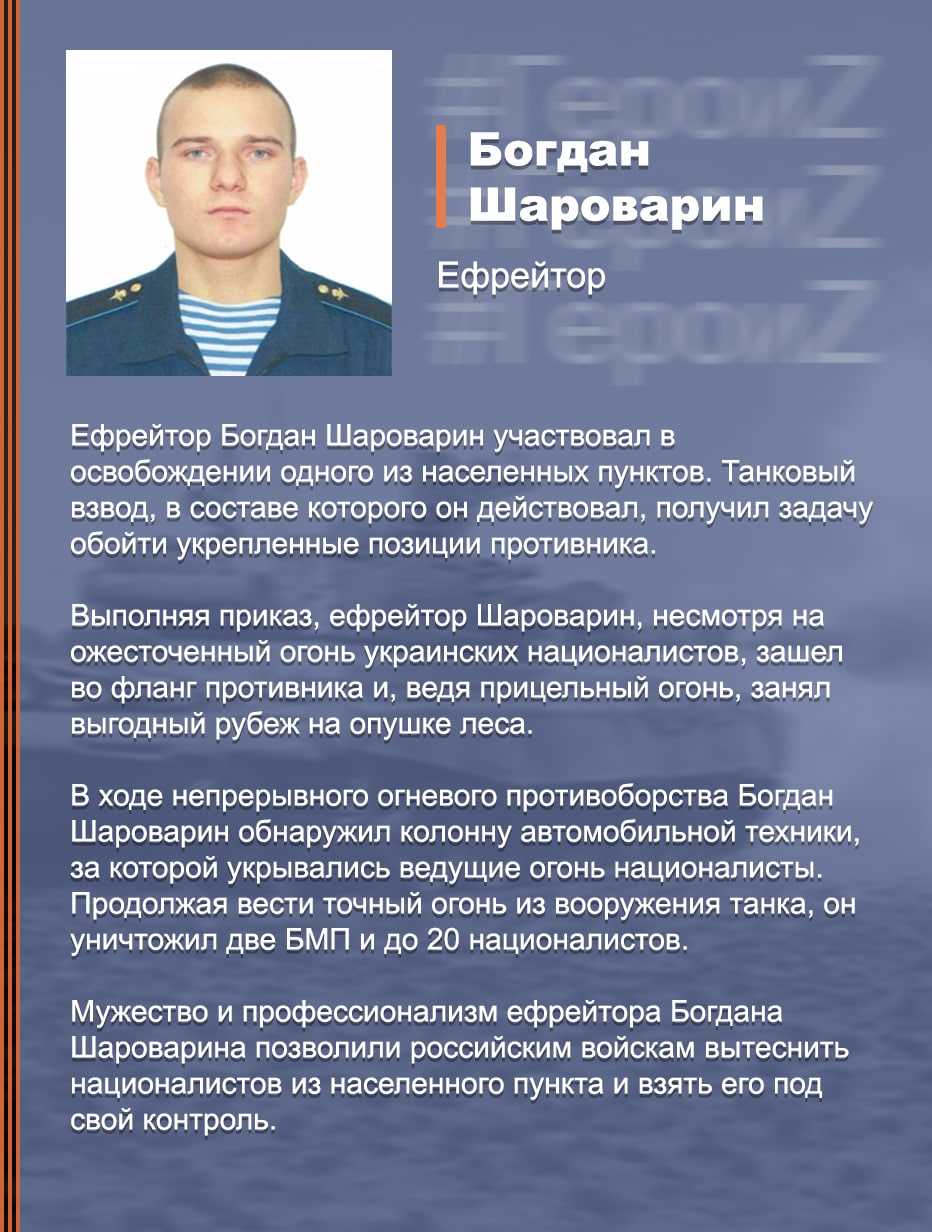 #ГероиZ
Богдан
#ГероиZ
Шароварин
Ефрейтор
#ГероиZ
Ефрейтор Богдан Шароварин участвовал в
освобождении одного из населенных пунктов. Танковый
взвод, в составе которого он действовал, получил задачу
обойти укрепленные позиции противника.
Выполняя приказ, ефрейтор Шароварин, несмотря на
ожесточенный огонь украинских националистов, зашел
во фланг противника и, ведя прицельный огонь, занял
выгодный рубеж на опушке леса.
В ходе непрерывного огневого противоборства Богдан
Шароварин обнаружил колонну автомобильной техники,
за которой укрывались ведущие огонь националисты.
Продолжая вести точный огонь из вооружения танка, он
уничтожил две БМП и до 20 националистов.
Мужество и профессионализм ефрейтора Богдана
Шароварина позволили российским войскам вытеснить
националистов из населенного пункта и взять его под
свой контроль.